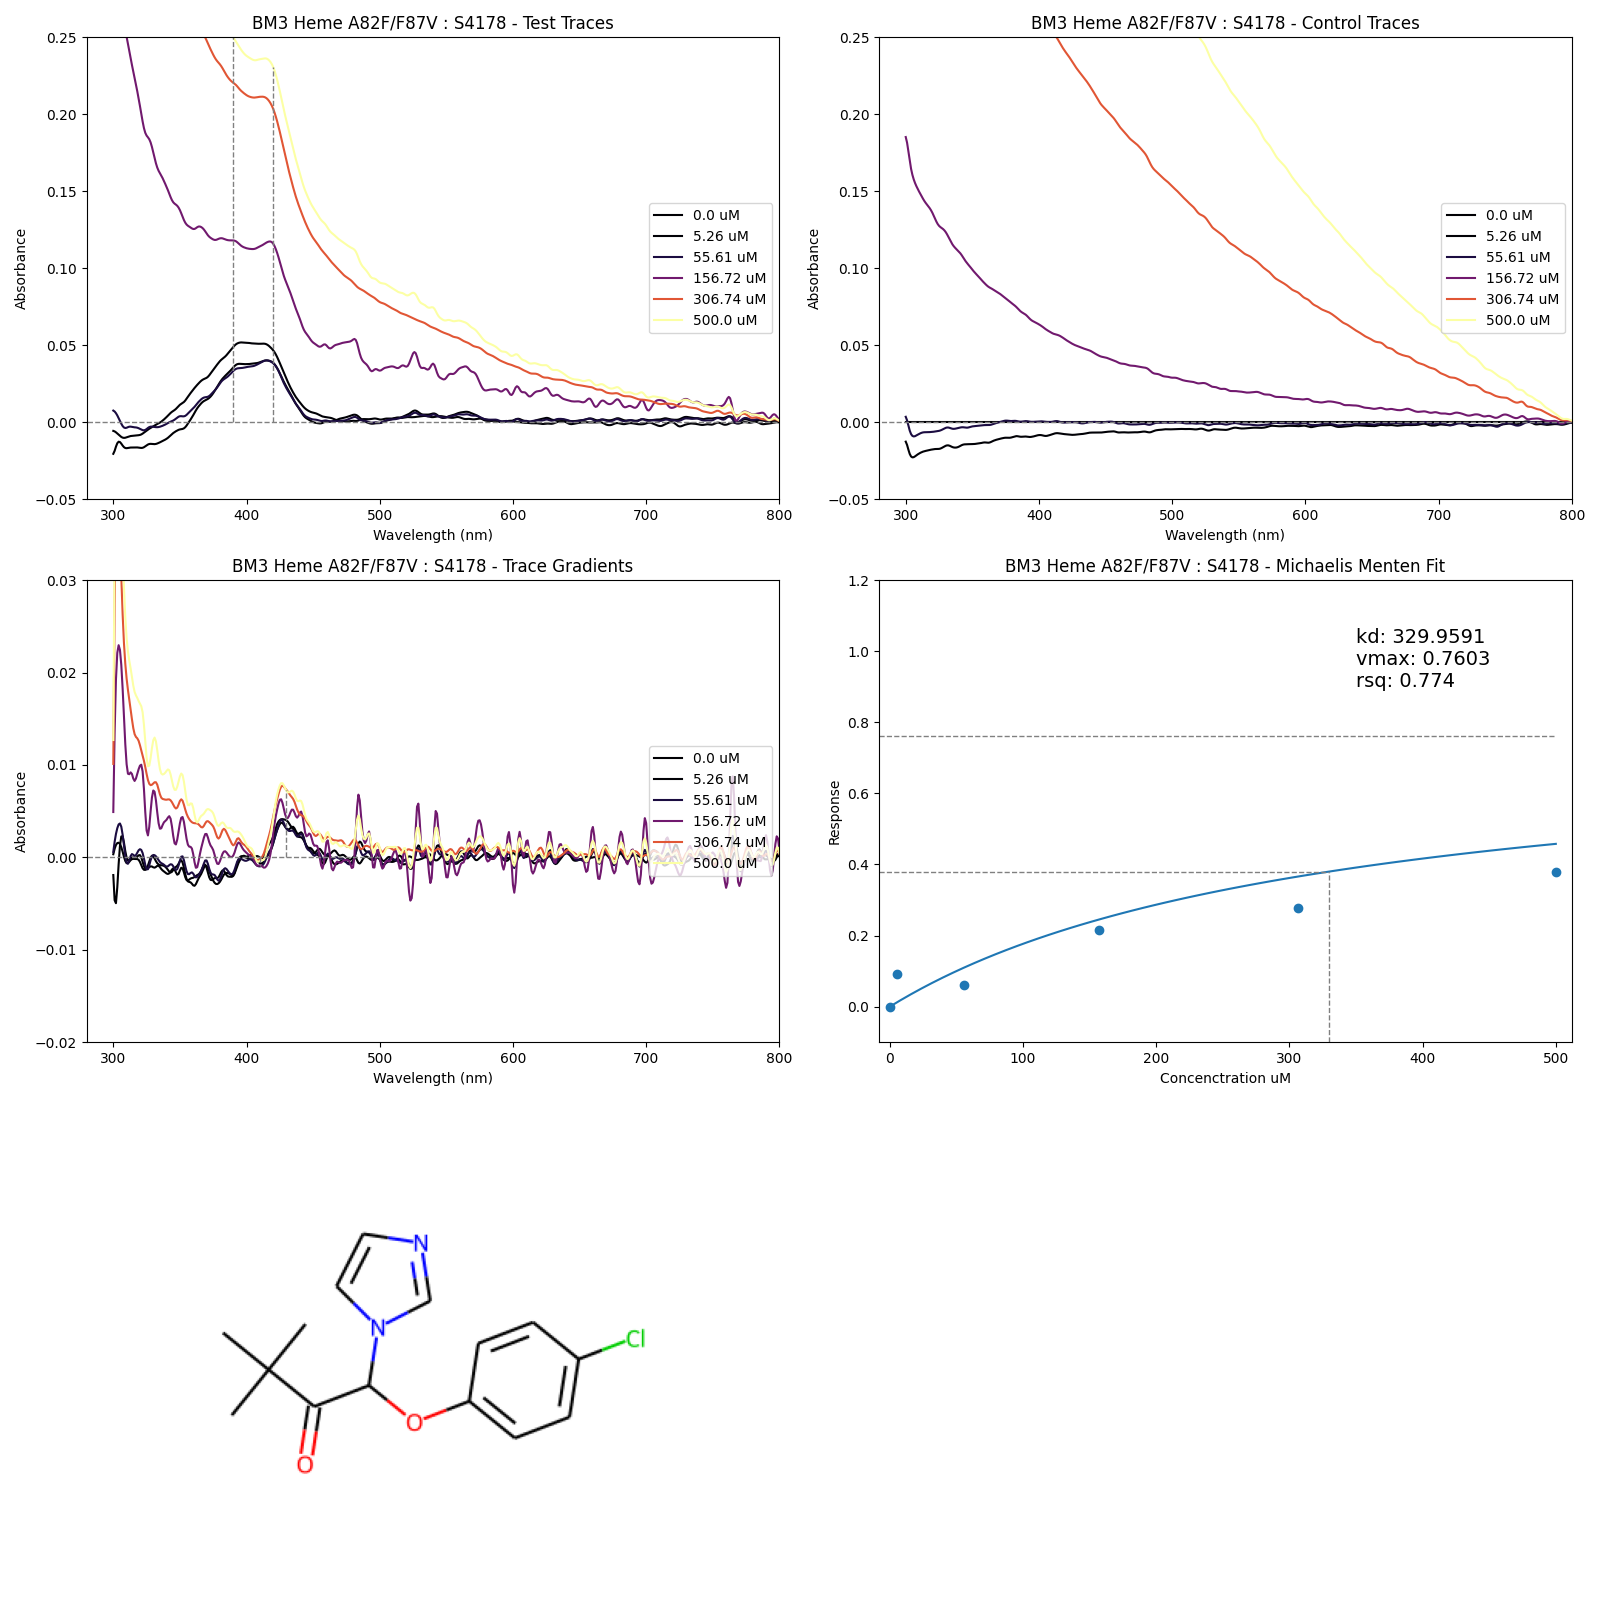 BM3 Heme A82F/F87V : S4178 - Test Traces
0.25
0.20
0.15
0.10
0.05
0.00
−0.05
Absorbance
300
400
500
600
700
800
Wavelength (nm)
0.0 uM
5.26 uM
55.61 uM
156.72 uM
306.74 uM
500.0 uM
BM3 Heme A82F/F87V : S4178 - Control Traces
0.25
0.20
0.15
0.10
0.05
0.00
−0.05
Absorbance
300
400
500
600
700
800
Wavelength (nm)
0.0 uM
5.26 uM
55.61 uM
156.72 uM
306.74 uM
500.0 uM
BM3 Heme A82F/F87V : S4178 - Trace Gradients
0.03
0.02
0.01
0.00
−0.01
−0.02
Absorbance
300
400
500
600
700
800
Wavelength (nm)
0.0 uM
5.26 uM
55.61 uM
156.72 uM
306.74 uM
500.0 uM
BM3 Heme A82F/F87V : S4178 - Michaelis Menten Fit
1.2
1.0
0.8
0.6
0.4
0.2
0.0
Response
0
100
200
300
400
500
Concenctration uM
kd: 329.9591
vmax: 0.7603
rsq: 0.774
N
N
Cl
O
O